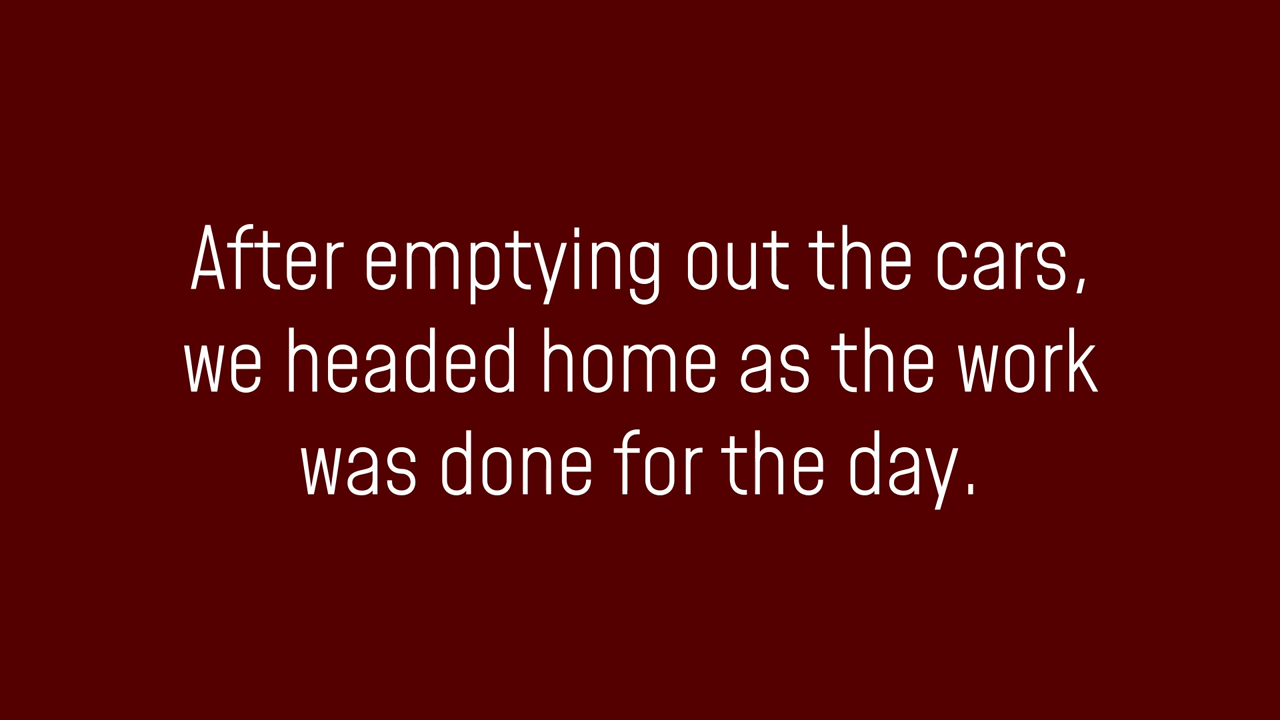 After emptying out the cars,
we headed home as the work
was done for the day.